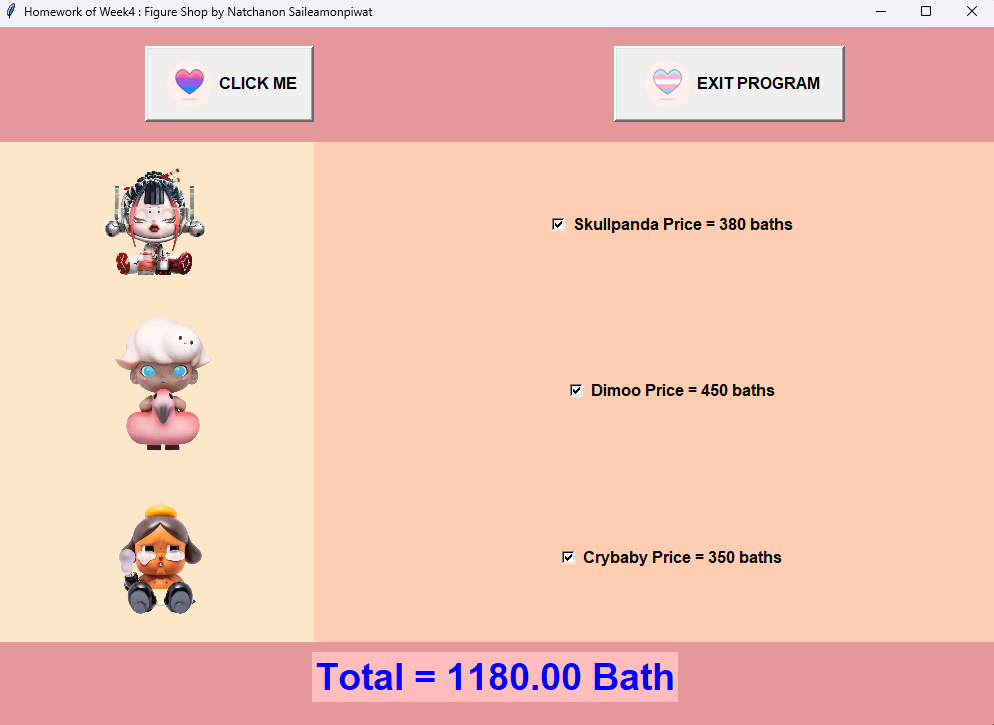 Homework of Week4 : Figure Shop by Natchanon Saileamonpiwat
CLICK ME
EXIT PROGRAM
Skullpanda Price = 380 baths
Dimoo Price = 450 baths
Crybaby Price = 350 baths
Total = 1180.00 Bath